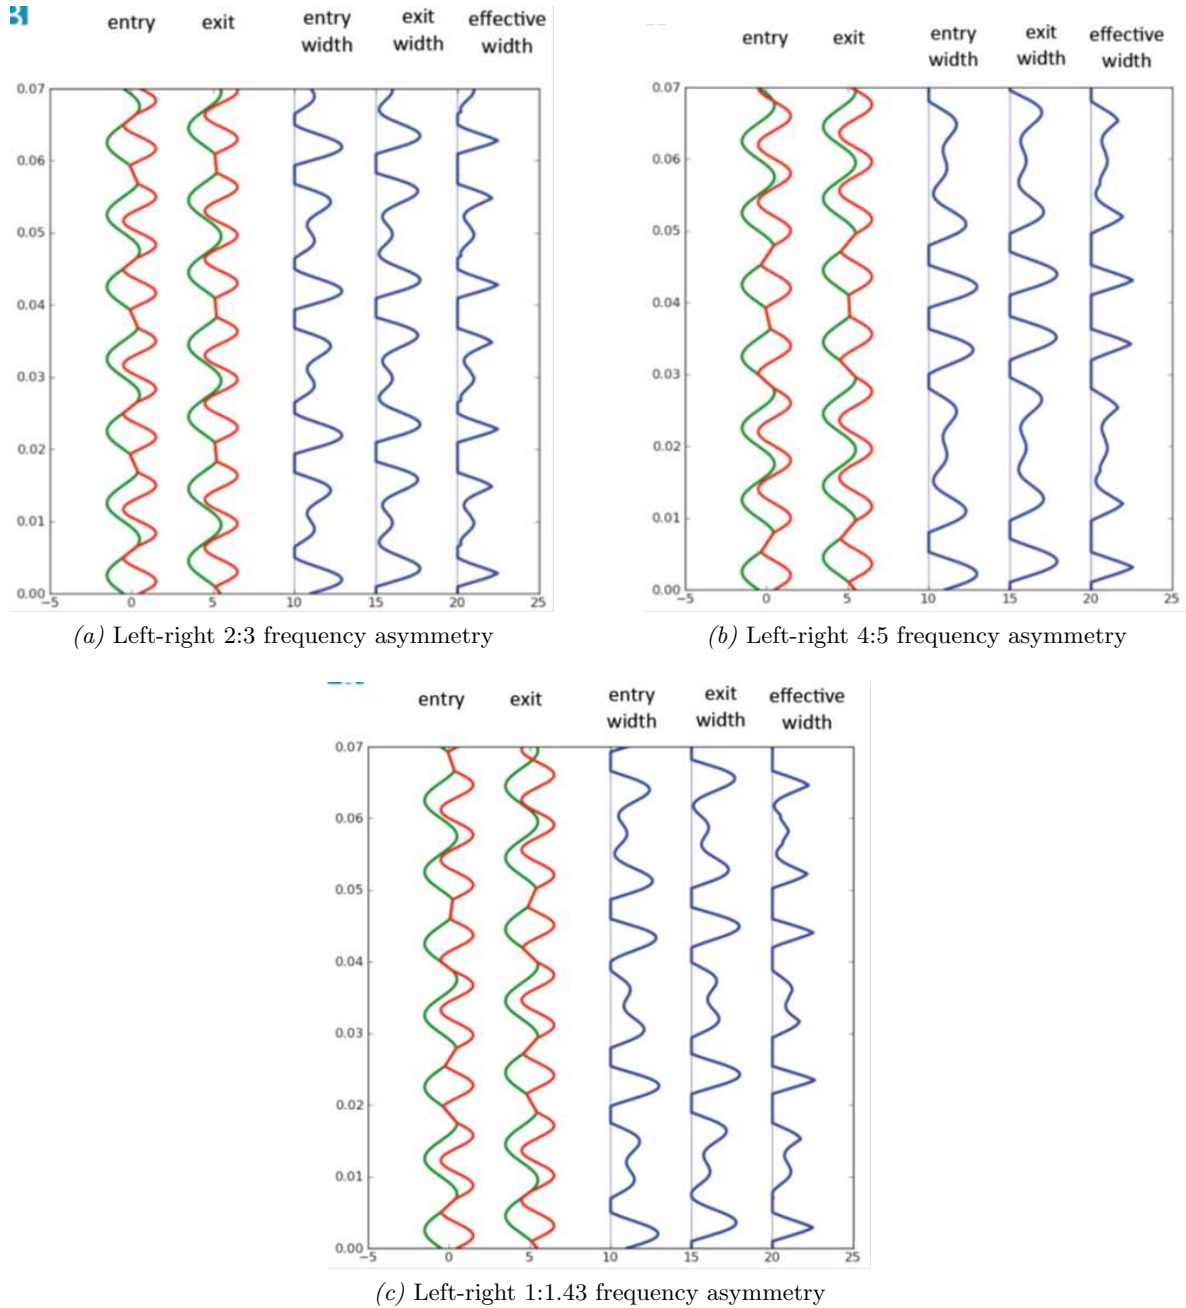 entry exit entry width exit width effective width
0.07
0.06
0.05
0.04
0.03
0.02
0.01
0.00
−5 0 5 10 15 20 25
(a) Left-right 2:3 frequency asymmetry
entry exit entry width exit width effective width
0.07
0.06
0.05
0.04
0.03
0.02
0.01
0.00
−5 0 5 10 15 20 25
(b) Left-right 4:5 frequency asymmetry
entry exit entry width exit width effective width
0.07
0.06
0.05
0.04
0.03
0.02
0.01
0.00
−5 0 5 10 15 20 25
(c) Left-right 1:1.43 frequency asymmetry